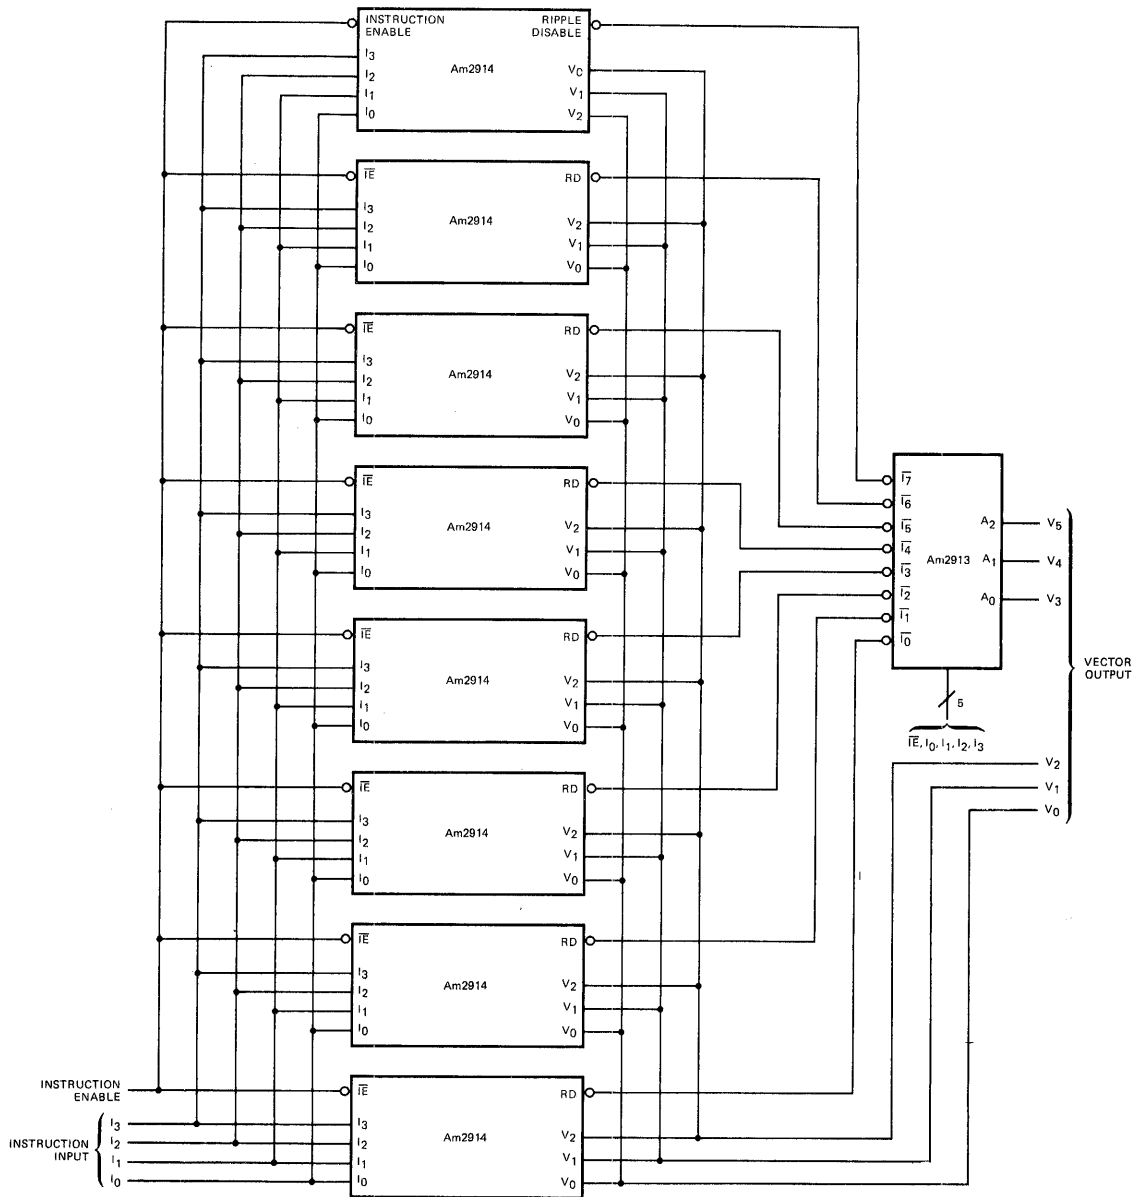 INSTRUCTION ENABLE
RIPPLE DISABLE
I3
I2
I1
I0
Am2914
VC
V1
V2
IE
I3
I2
I1
I0
Am2914
RD
V2
V1
V0
IE
I3
I2
I1
I0
Am2914
RD
V2
V1
V0
IE
I3
I2
I1
I0
Am2914
RD
V2
V1
V0
IE
I3
I2
I1
I0
Am2914
RD
V2
V1
V0
IE
I3
I2
I1
I0
Am2914
RD
V2
V1
V0
IE
I3
I2
I1
I0
Am2914
RD
V2
V1
V0
IE
I3
I2
I1
I0
Am2914
RD
V2
V1
V0
INSTRUCTION ENABLE
INSTRUCTION INPUT
I3
I2
I1
I0
I7
I6
I5
I4
I3
I2
I1
I0
Am2913
A2
A1
A0
5
IE, I0, I1, I2, I3
V5
V4
V3
V2
V1
V0
VECTOR OUTPUT